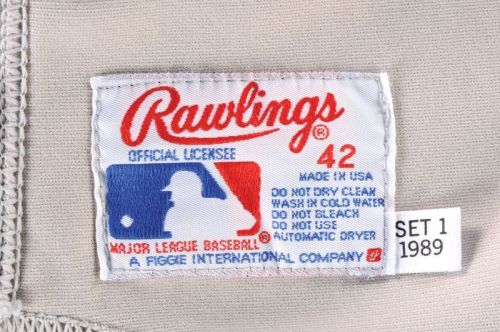 Rawlings®
OFFICIAL LICENSEE
42
MADE IN USA
DO NOT DRY CLEAN
WASH IN COLD WATER
DO NOT BLEACH
DO NOT USE
AUTOMATIC DRYER
MAJOR LEAGUE BASEBALL®
A FIGGIE INTERNATIONAL COMPANY
SET 1
1989